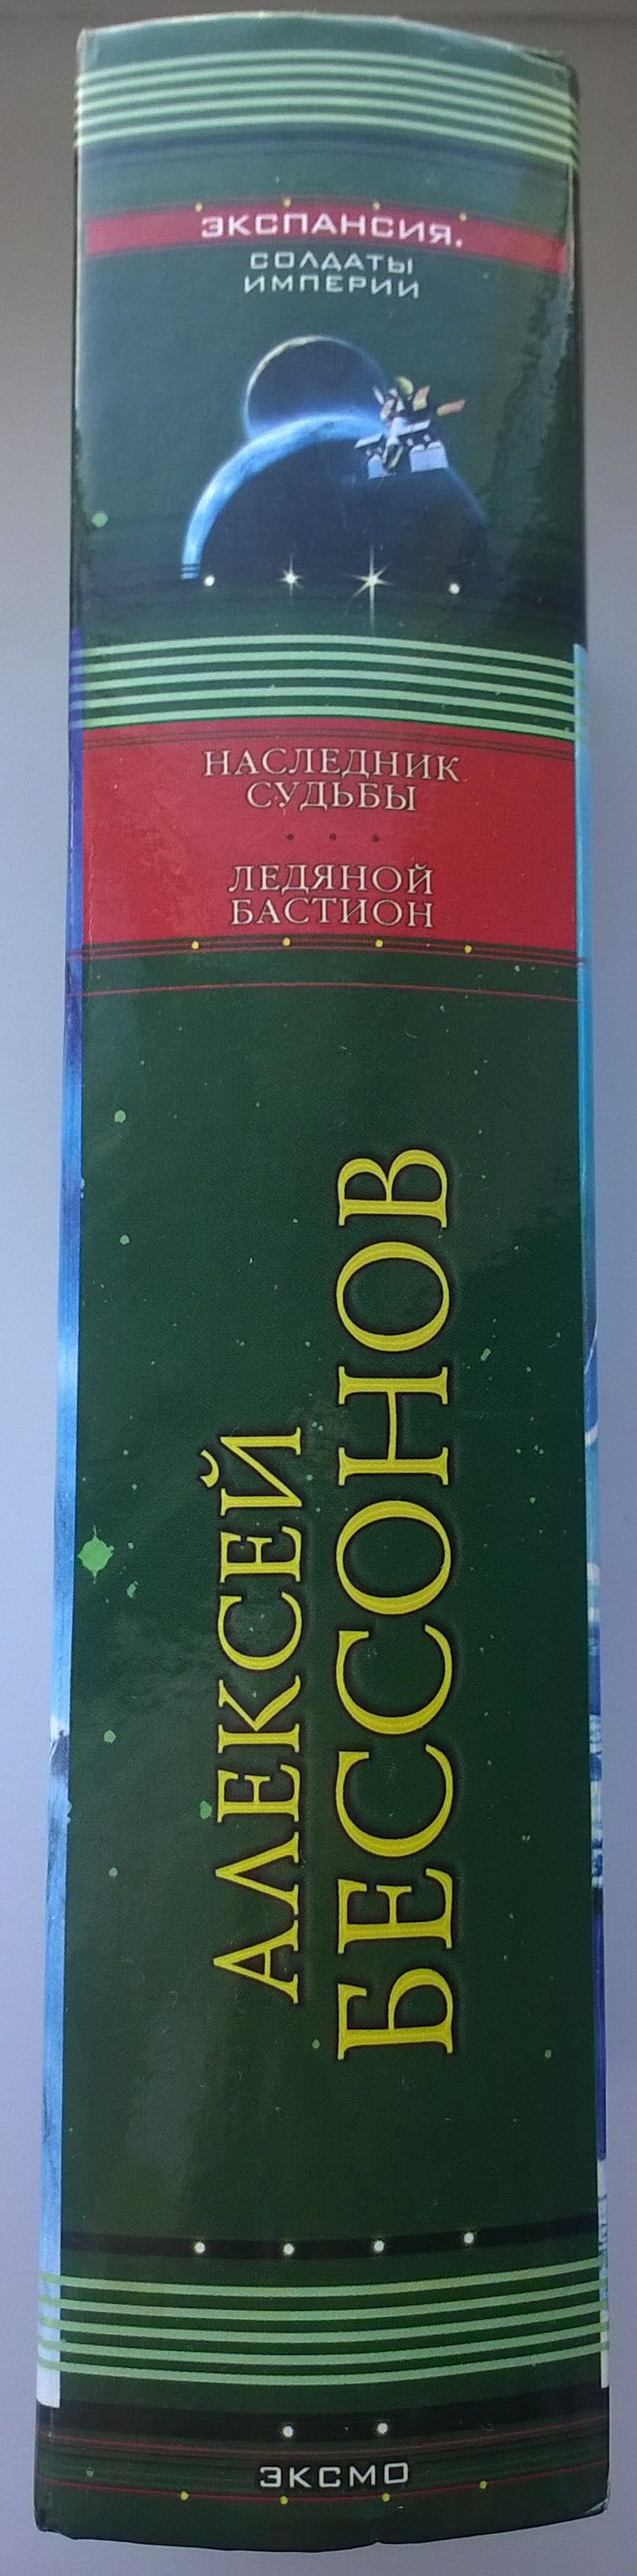 ЭКСПАНСИЯ.
СОЛДАТЫ
ИМПЕРИИ
НАСЛЕДНИК
СУДЬБЫ
ЛЕДЯНОЙ
БАСТИОН
АЛЕКСЕЙ
БЕССОНОВ
ЭКСМО